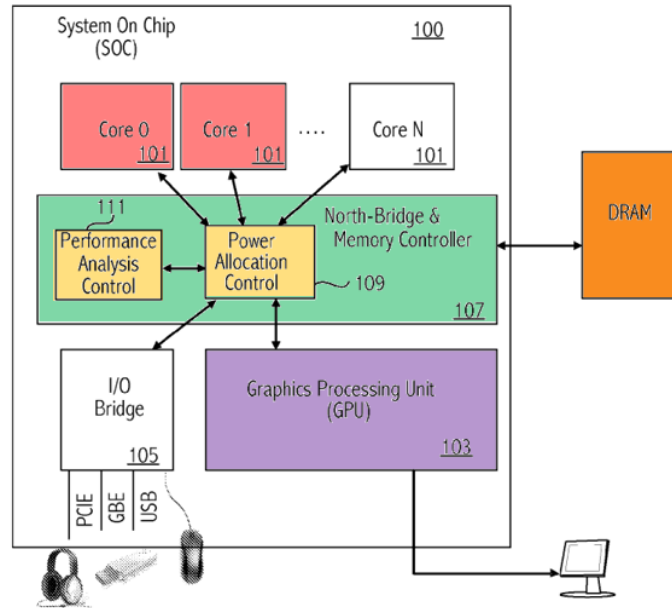 System On Chip
(SOC)
100
Core 0
101
Core 1
101
....
Core N
101
111
Performance
Analysis
Control
Power
Allocation
Control
109
North-Bridge &
Memory Controller
107
DRAM
I/O
Bridge
105
Graphics Processing Unit
(GPU)
103
PCIE
GBE
USB